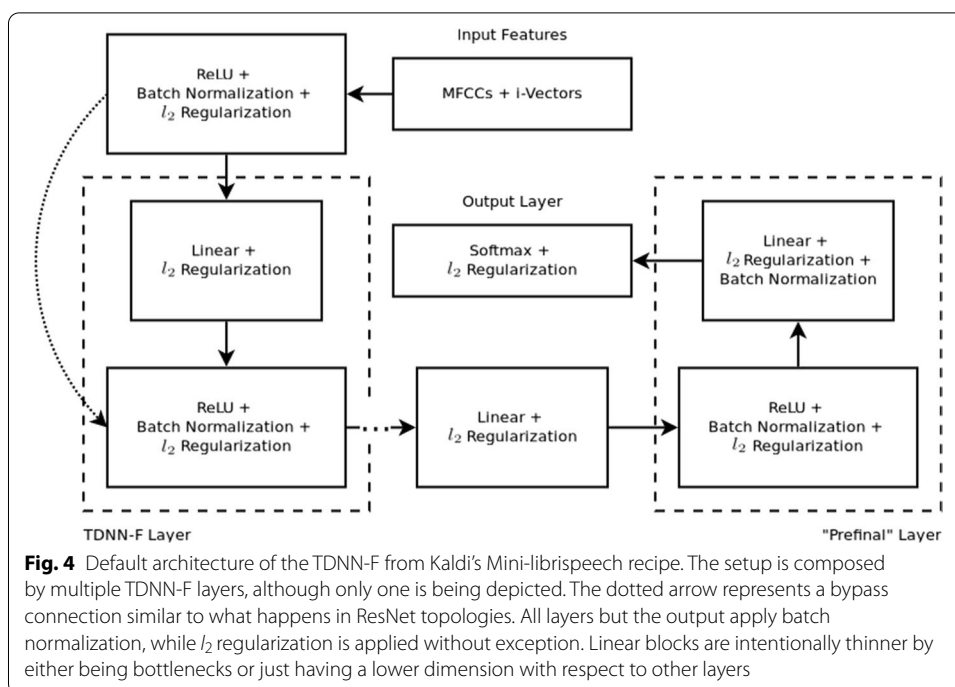 Input Features
MFCCs + i-Vectors
ReLU +
Batch Normalization +
l₂ Regularization
Linear +
l₂ Regularization
ReLU +
Batch Normalization +
l₂ Regularization
TDNN-F Layer
Linear +
l₂ Regularization
ReLU +
Batch Normalization +
l₂ Regularization
"Prefinal" Layer
Linear +
l₂ Regularization +
Batch Normalization
Output Layer
Softmax +
l₂ Regularization
Fig. 4 Default architecture of the TDNN-F from Kaldi’s Mini-librispeech recipe. The setup is composed
by multiple TDNN-F layers, although only one is being depicted. The dotted arrow represents a bypass
connection similar to what happens in ResNet topologies. All layers but the output apply batch
normalization, while l₂ regularization is applied without exception. Linear blocks are intentionally thinner by
either being bottlenecks or just having a lower dimension with respect to other layers